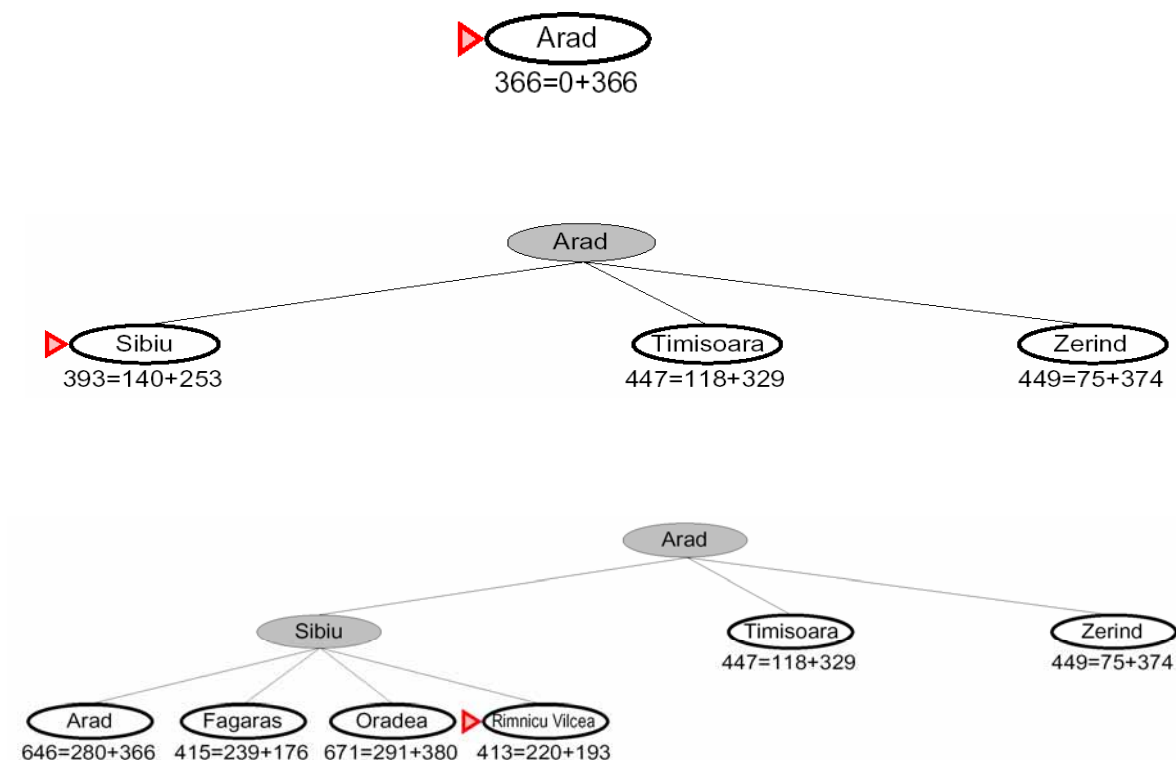 Arad
366=0+366
Arad
Sibiu Timisoara Zerind
393=140+253 447=118+329 449=75+374
Arad
Sibiu Timisoara Zerind
447=118+329 449=75+374
Arad Fagaras Oradea Rimnicu Vilcea
646=280+366 415=239+176 671=291+380 413=220+193